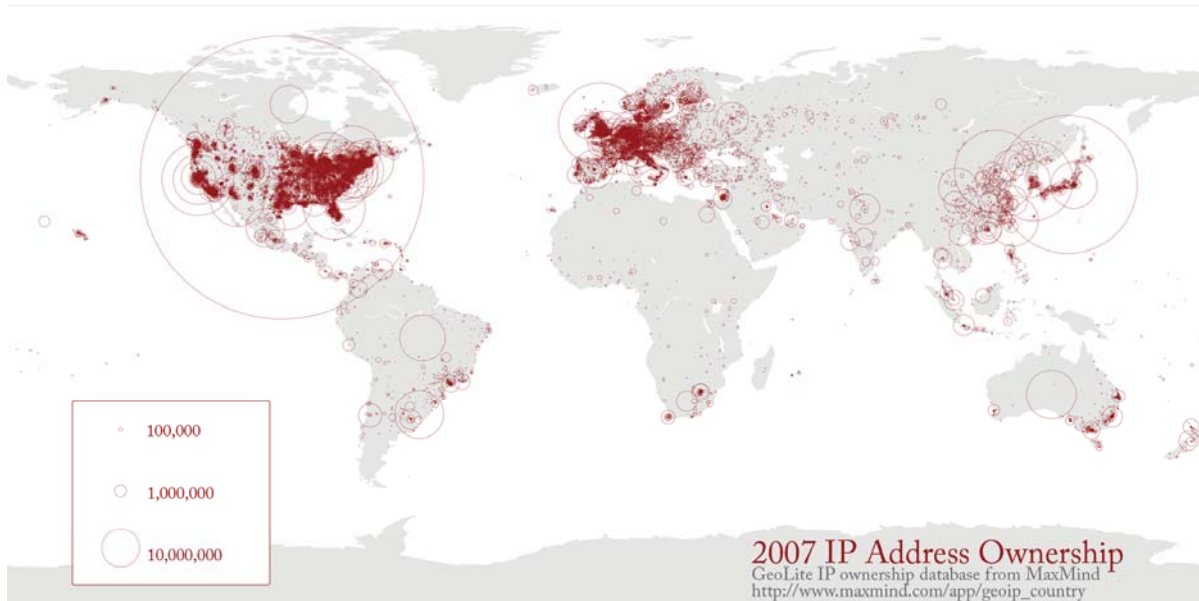 100,000
1,000,000
10,000,000
2007 IP Address Ownership
GeoLite IP ownership database from MaxMind
http://www.maxmind.com/app/geoip_country